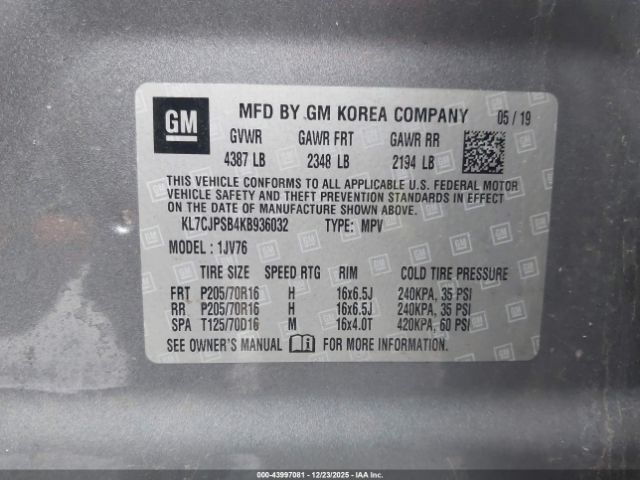 GM MFD BY GM KOREA COMPANY 05/19
GVWR GAWR FRT GAWR RR
4387 LB 2348 LB 2194 LB
THIS VEHICLE CONFORMS TO ALL APPLICABLE U.S. FEDERAL MOTOR
VEHICLE SAFETY AND THEFT PREVENTION STANDARDS IN EFFECT
ON THE DATE OF MANUFACTURE SHOWN ABOVE.
KL7CJPSB4KB936032 TYPE: MPV
MODEL: 1JV76
TIRE SIZE SPEED RTG RIM COLD TIRE PRESSURE
FRT P205/70R16 H 16x6.5J 240KPA, 35 PSI
RR P205/70R16 H 16x6.5J 240KPA, 35 PSI
SPA T125/70D16 M 16x4.0T 420KPA, 60 PSI
SEE OWNER'S MANUAL i FOR MORE INFORMATION.
000-43997081 - 12/23/2025 - IAA, Inc.